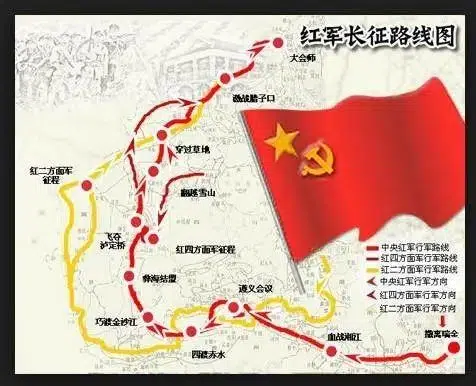 红军长征路线图
大会师
激战腊子口
穿过草地
红二方面军
征程
翻越雪山
飞夺
泸定桥
红四方面军征程
彝海结盟
遵义会议
巧渡金沙江
四渡赤水
血战湘江
撤离瑞金
中央红军行军路线
红四方面军行军路线
红二方面军行军路线
中央红军行军方向
红四方面军行军方向
红二方面军行军方向